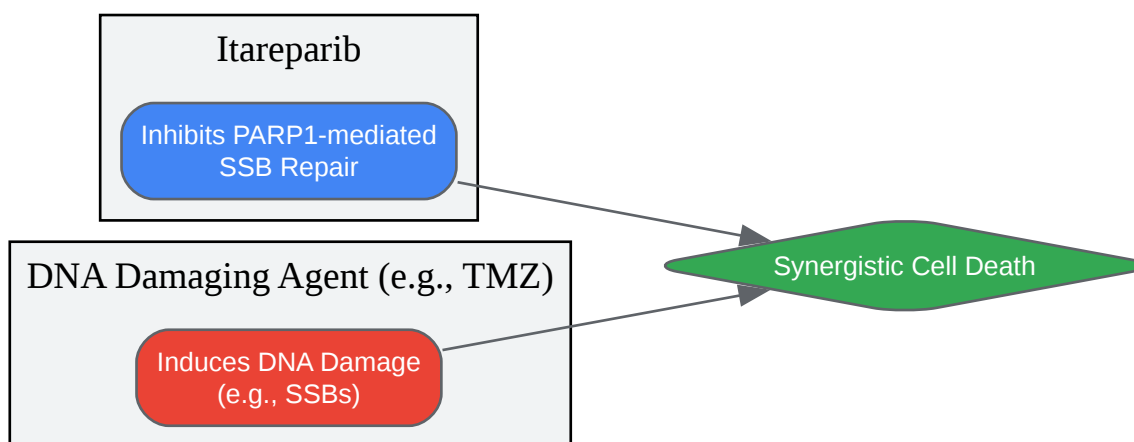 Itareparib
Inhibits PARP1-mediated
SSB Repair
DNA Damaging Agent (e.g., TMZ)
Induces DNA Damage
(e.g., SSBs)
Synergistic Cell Death